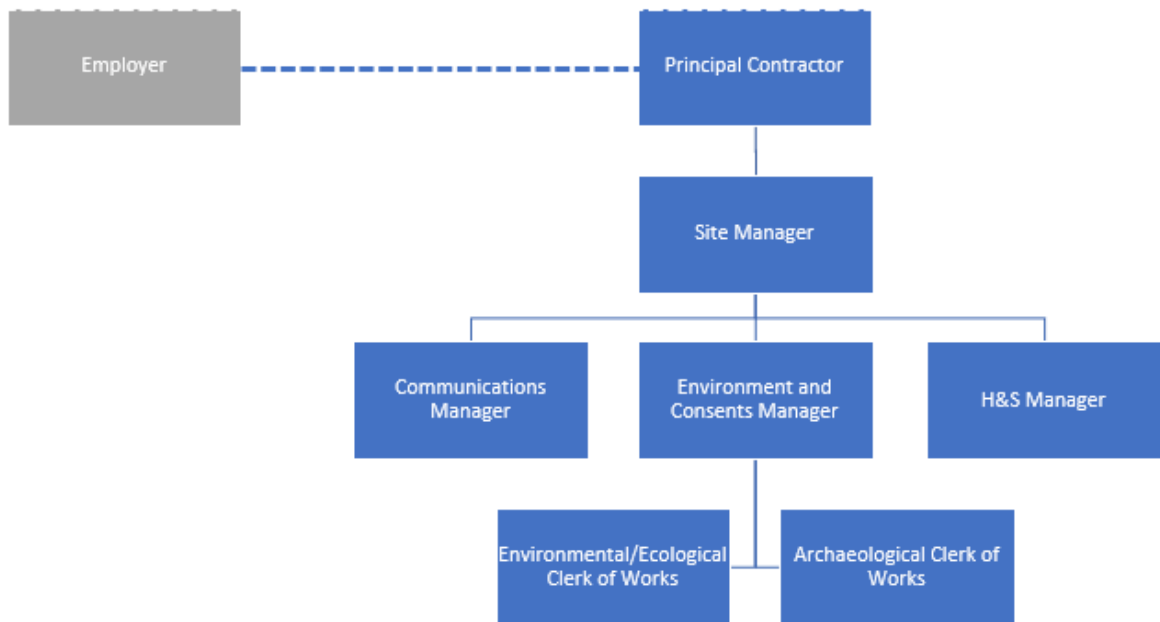 Employer
Principal Contractor
Site Manager
Communications
Manager
Environment and
Consents Manager
H&S Manager
Environmental/Ecological
Clerk of Works
Archaeological Clerk of
Works